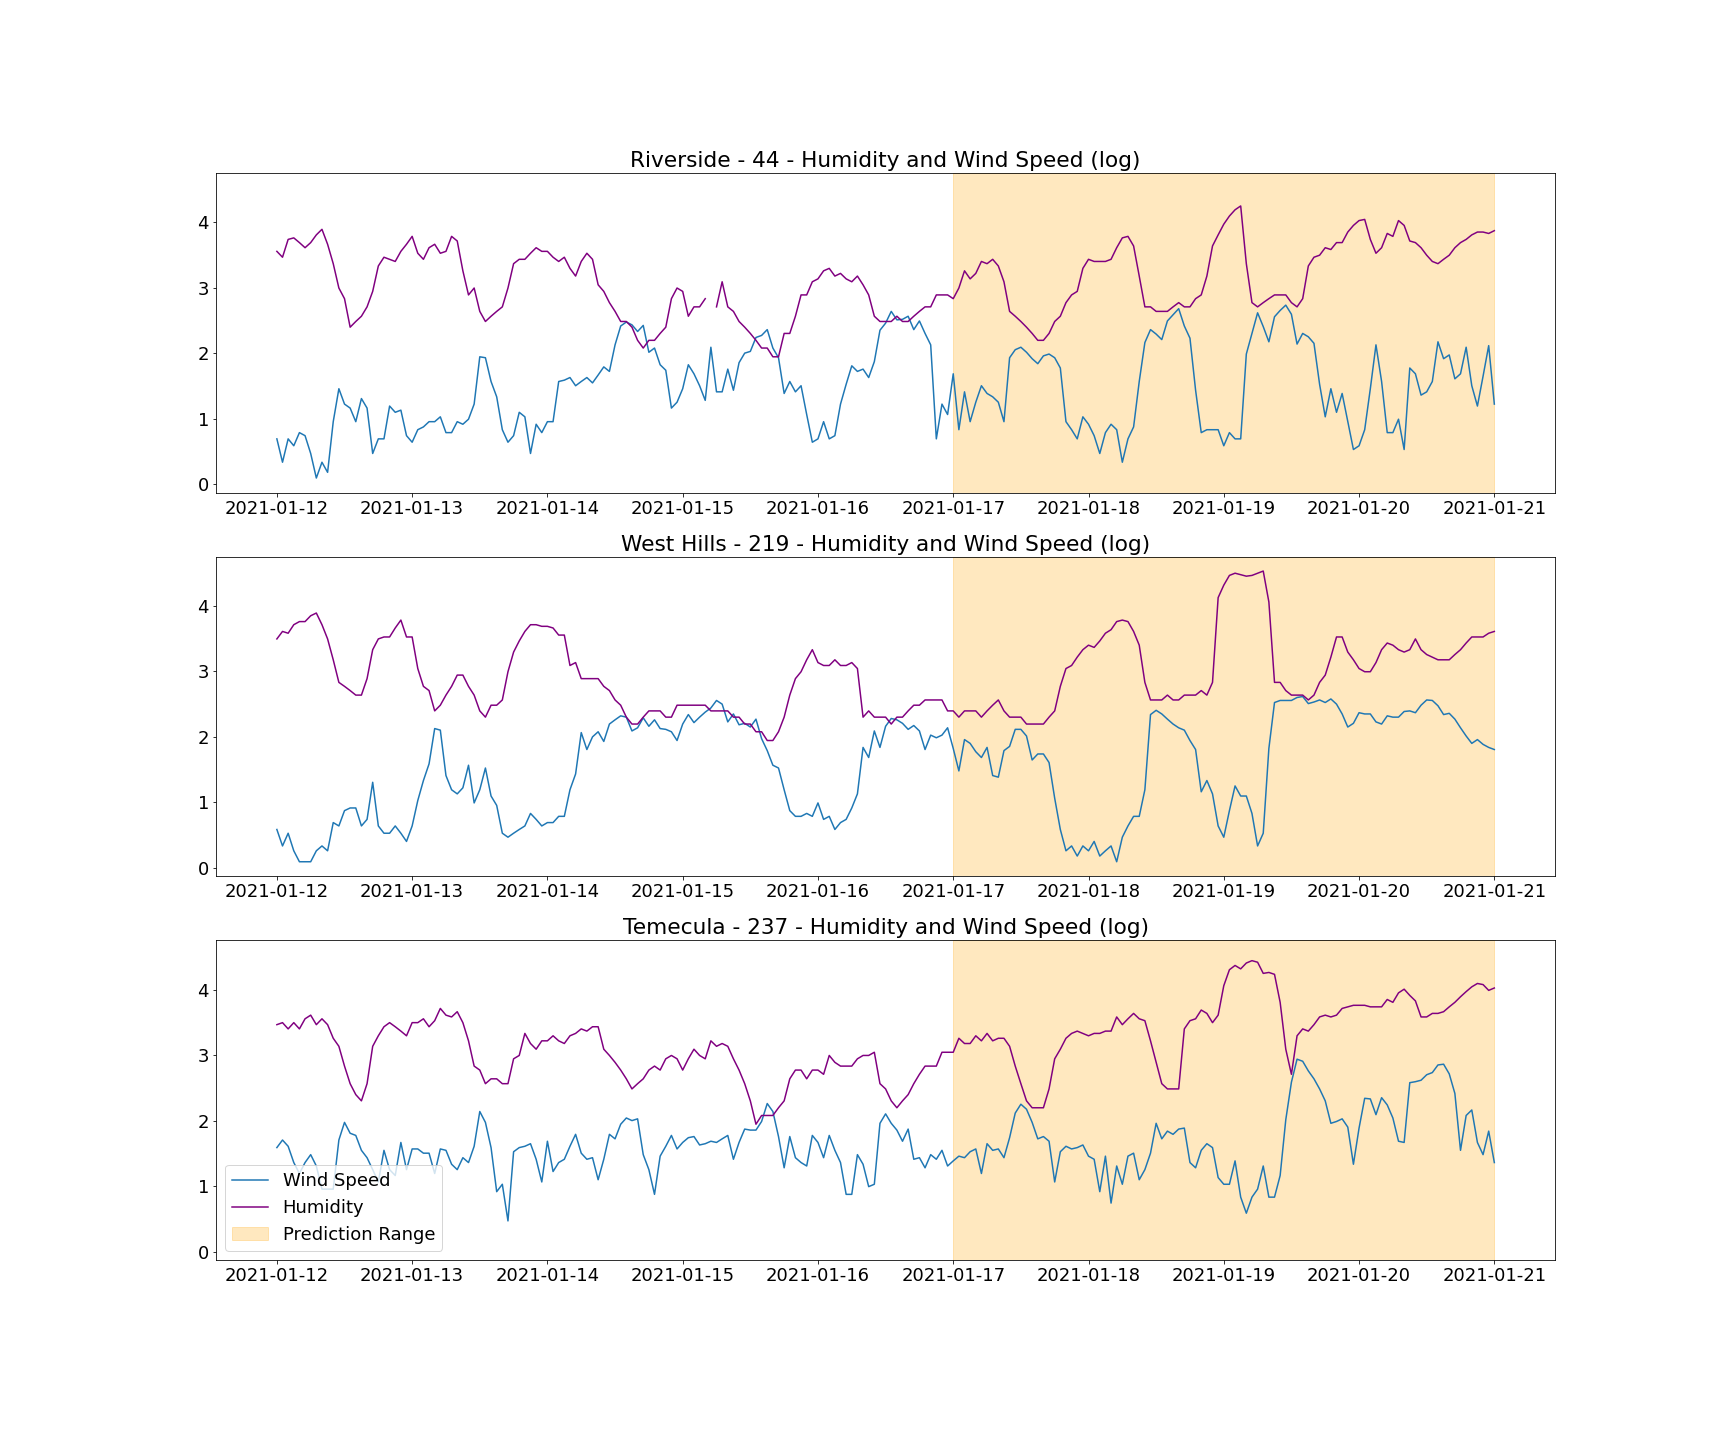 Riverside - 44 - Humidity and Wind Speed (log)
4
3
2
1
0
2021-01-12 2021-01-13 2021-01-14 2021-01-15 2021-01-16 2021-01-17 2021-01-18 2021-01-19 2021-01-20 2021-01-21
West Hills - 219 - Humidity and Wind Speed (log)
4
3
2
1
0
2021-01-12 2021-01-13 2021-01-14 2021-01-15 2021-01-16 2021-01-17 2021-01-18 2021-01-19 2021-01-20 2021-01-21
Temecula - 237 - Humidity and Wind Speed (log)
4
3
2
1
0
Wind Speed
Humidity
Prediction Range
2021-01-12 2021-01-13 2021-01-14 2021-01-15 2021-01-16 2021-01-17 2021-01-18 2021-01-19 2021-01-20 2021-01-21